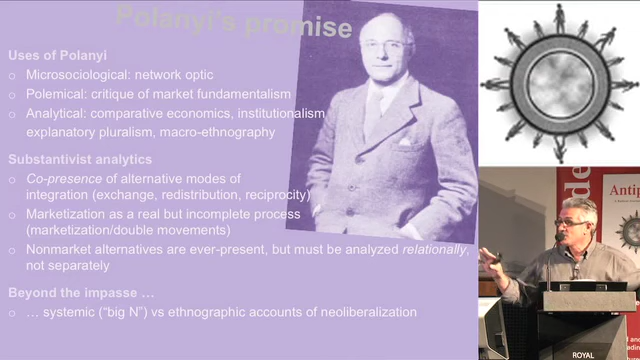 Polanyi's promise
Uses of Polanyi
o Microsociological: network optic
o Polemical: critique of market fundamentalism
o Analytical: comparative economics, institutionalism
explanatory pluralism, macro-ethnography
Substantivist analytics
o Co-presence of alternative modes of
integration (exchange, redistribution, reciprocity)
o Marketization as a real but incomplete process
(marketization/double movements)
o Nonmarket alternatives are ever-present, but must be analyzed relationally,
not separately
Beyond the impasse …
o … systemic ("big N") vs ethnographic accounts of neoliberalization
de
Antip
ROYAL